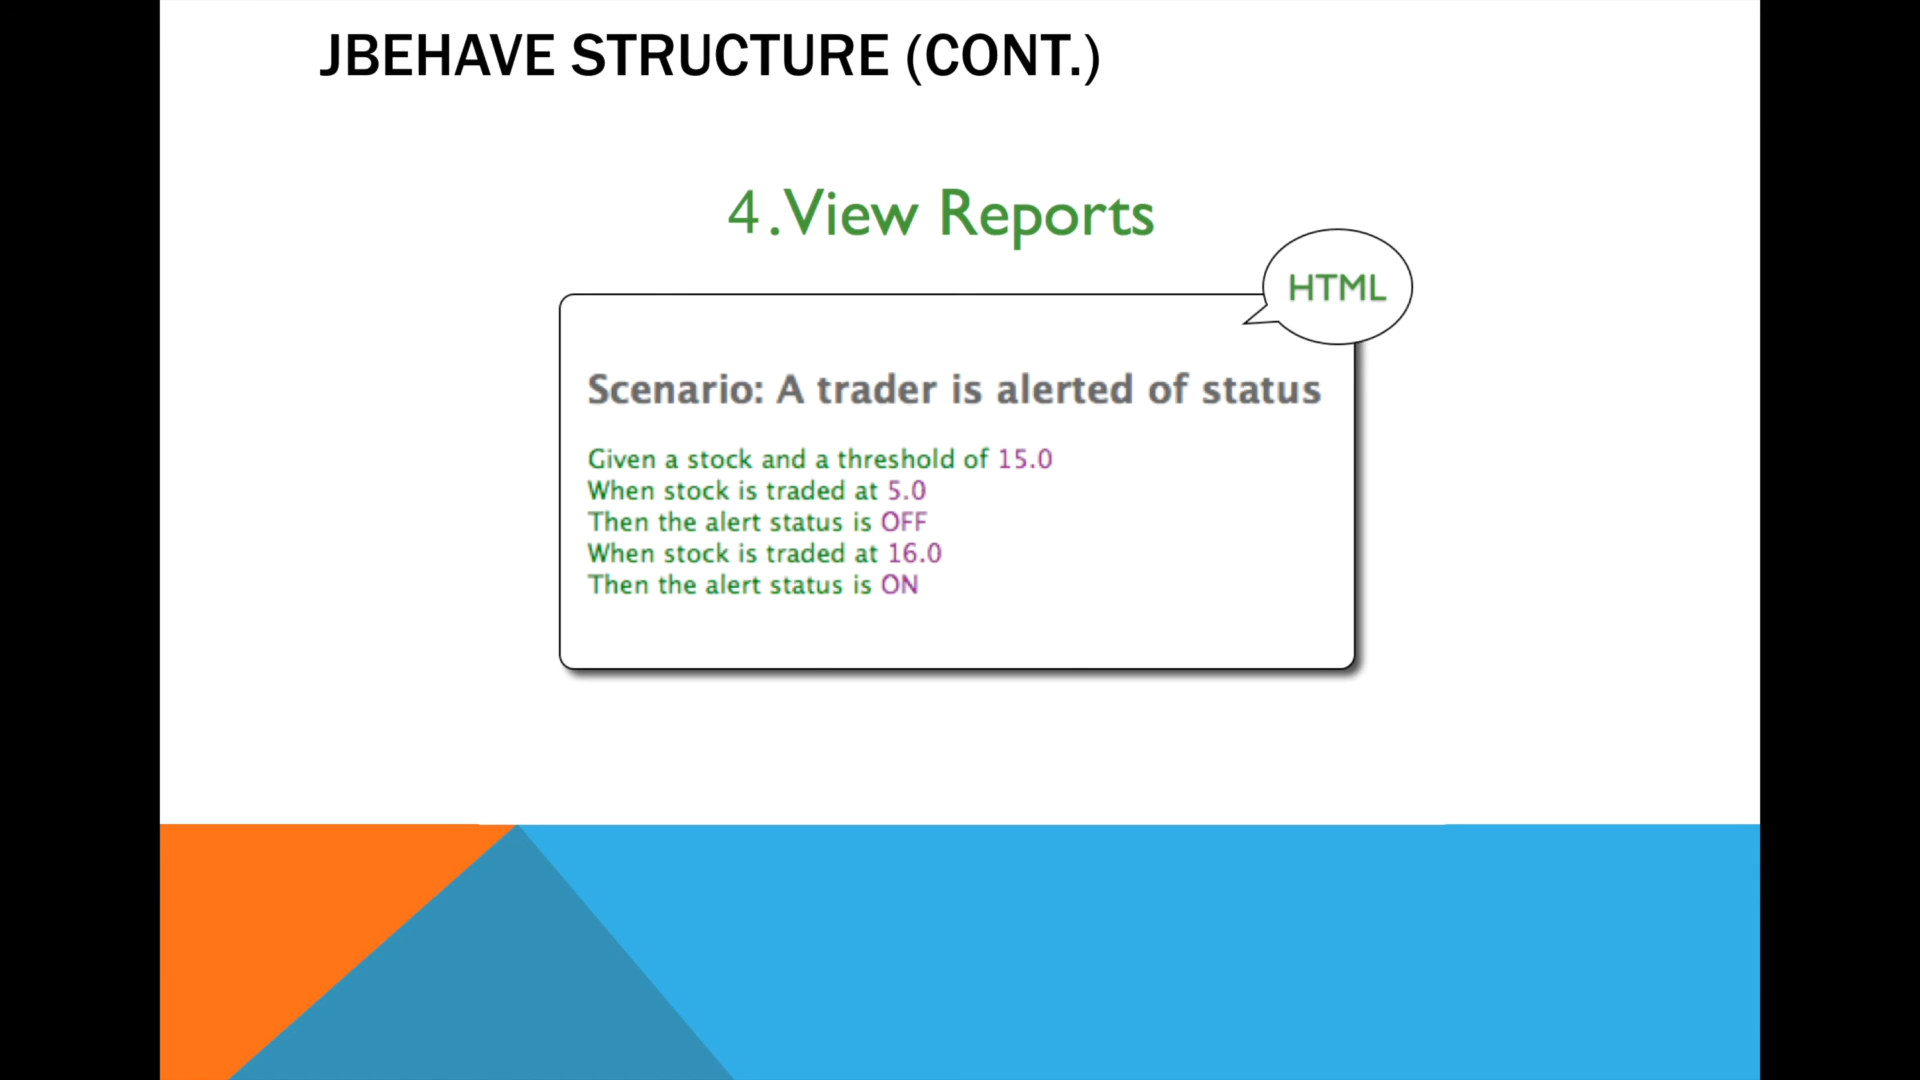 JBEHAVE STRUCTURE (CONT.)
4.View Reports
HTML
Scenario: A trader is alerted of status
Given a stock and a threshold of 15.0
When stock is traded at 5.0
Then the alert status is OFF
When stock is traded at 16.0
Then the alert status is ON